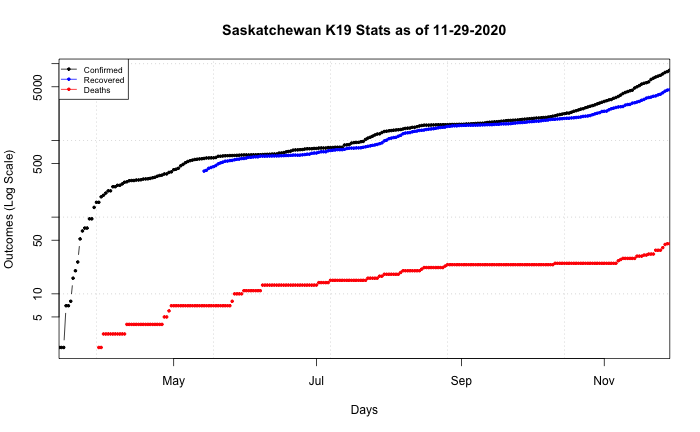 Saskatchewan K19 Stats as of 11-29-2020
Confirmed
Recovered
Deaths
Outcomes (Log Scale)
5000
500
50
10
5
May
Jul
Sep
Nov
Days